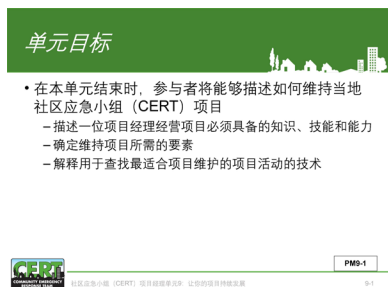 单元目标
• 在本单元结束时，参与者将能够描述如何维持当地
社区应急小组（CERT）项目
– 描述一位项目经理经营项目必须具备的知识、技能和能力
– 确定维持项目所需的要素
– 解释用于查找最适合项目维护的项目活动的技术
PM9-1
CERT
COMMUNITY EMERGENCY
RESPONSE TEAM
社区应急小组（CERT）项目经理单元9：让你的项目持续发展
9-1